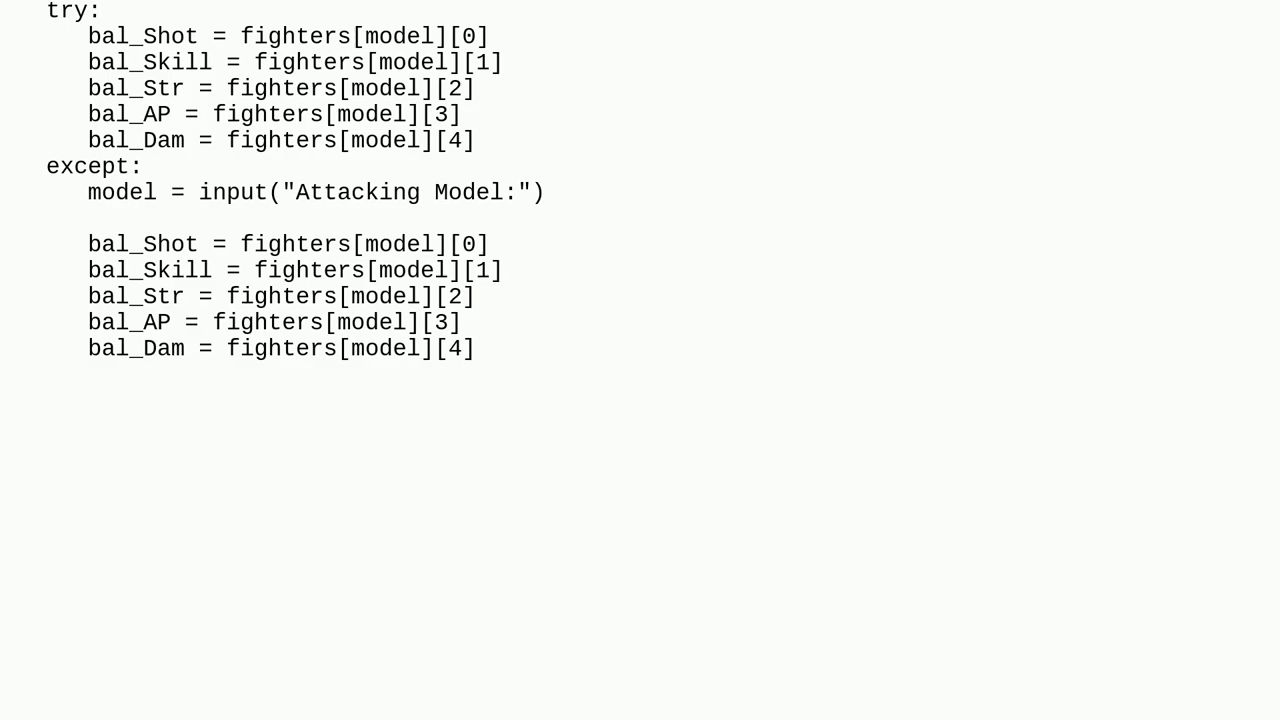 try:
bal_Shot = fighters[model][0]
bal_Skill = fighters[model][1]
bal_Str = fighters[model][2]
bal_AP = fighters[model][3]
bal_Dam = fighters[model][4]
except:
model = input("Attacking Model:")
bal_Shot = fighters[model][0]
bal_Skill = fighters[model][1]
bal_Str = fighters[model][2]
bal_AP = fighters[model][3]
bal_Dam = fighters[model][4]